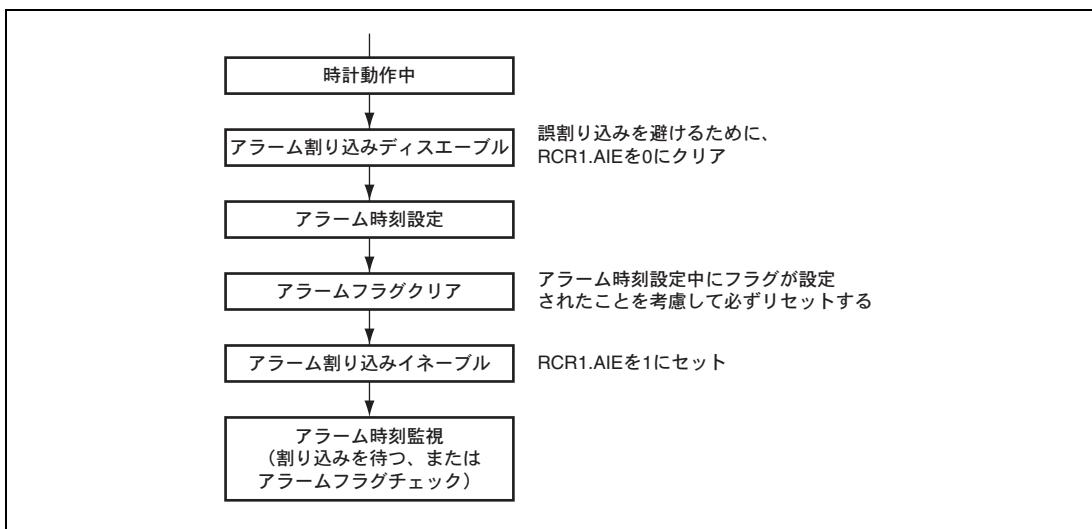 時計動作中
アラーム割り込みディスエーブル
誤割り込みを避けるために、
RCR1.AIEを0にクリア
アラーム時刻設定
アラームフラグクリア
アラーム時刻設定中にフラグが設定
されたことを考慮して必ずリセットする
アラーム割り込みイネーブル
RCR1.AIEを1にセット
アラーム時刻監視
（割り込みを待つ、または
アラームフラグチェック）